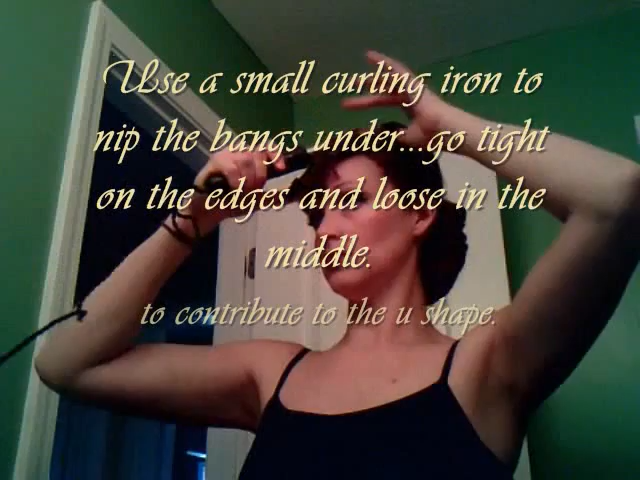 Use a small curling iron to
nip the bangs under...go tight
on the edges and loose in the
middle.
to contribute to the u shape.